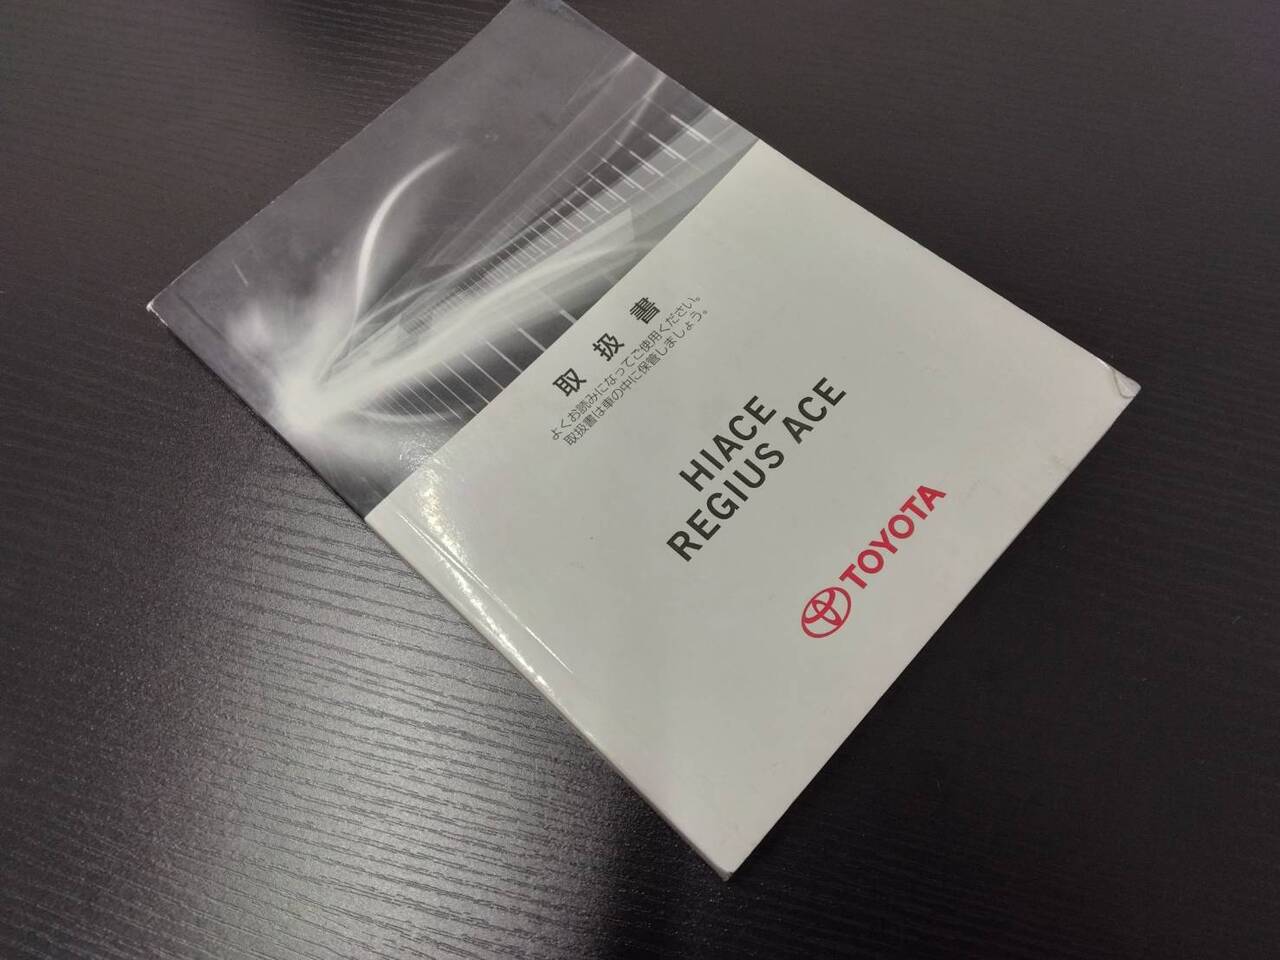 取扱書
よくお読みになってご使用ください。
取扱書は車の中に保管しましょう。
HIACE
REGIUS ACE
TOYOTA